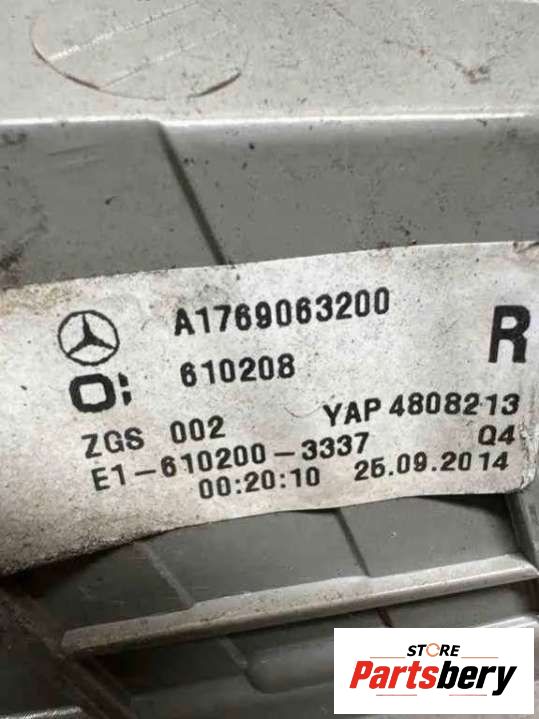 A1769063200 R
610208
ZGS 002 YAP 4808213
E1-610200-3337 Q4
00:20:10 25.09.2014
STORE
Partsbery